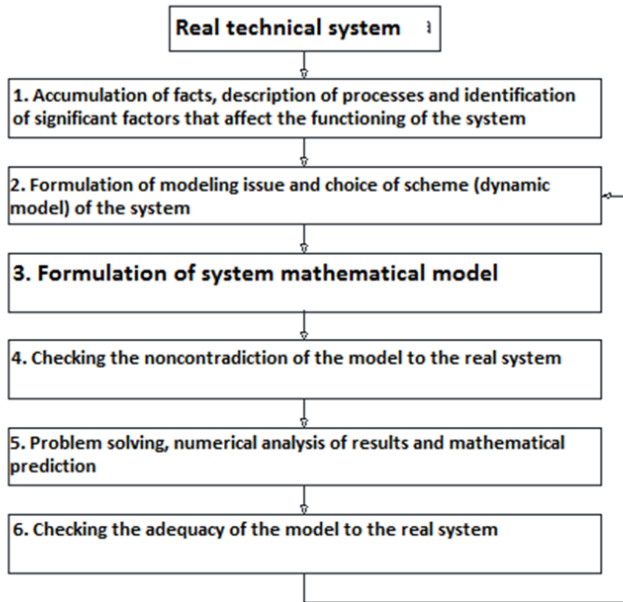 Real technical system
1. Accumulation of facts, description of processes and identification
of significant factors that affect the functioning of the system
2. Formulation of modeling issue and choice of scheme (dynamic
model) of the system
3. Formulation of system mathematical model
4. Checking the noncontradiction of the model to the real system
5. Problem solving, numerical analysis of results and mathematical
prediction
6. Checking the adequacy of the model to the real system